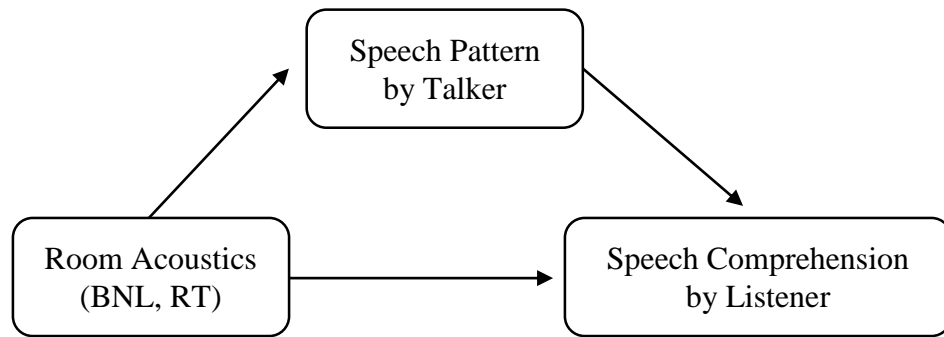 Speech Pattern
by Talker
Room Acoustics
(BNL, RT)
Speech Comprehension
by Listener